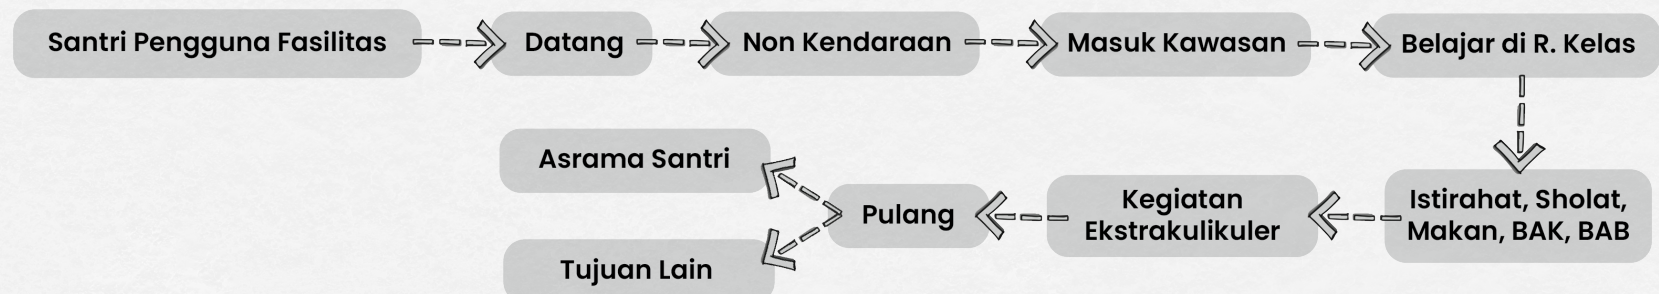 Santri Pengguna Fasilitas
Datang
Non Kendaraan
Masuk Kawasan
Belajar di R. Kelas
Istirahat, Sholat,
Makan, BAK, BAB
Kegiatan
Ekstrakulikuler
Pulang
Asrama Santri
Tujuan Lain